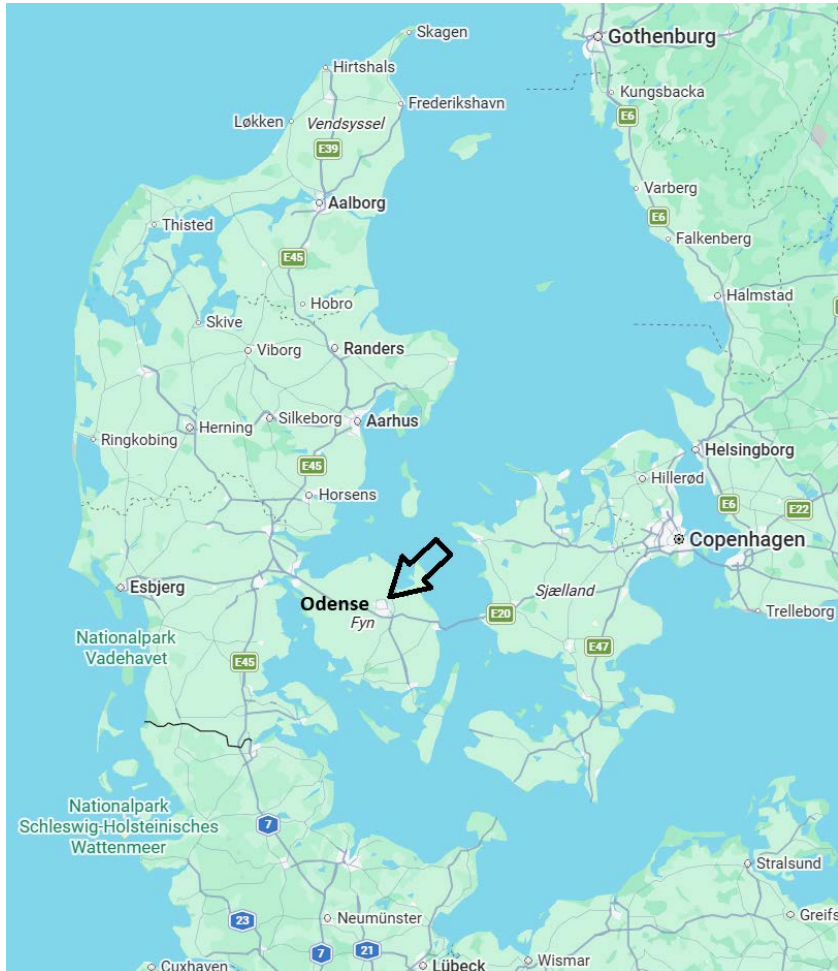 Skagen
Gothenburg
Hirtshals
Kungsbacka
Frederikshavn
Løkken
Vendsyssel
E6
E39
Varberg
Aalborg
E6
Thisted
Falkenberg
E45
Halmstad
Hobro
Skive
Viborg
Randers
Silkeborg
Aarhus
Herning
Ringkobing
Helsingborg
E45
Hillerød
Horsens
E6
E22
Copenhagen
Esbjerg
Sjælland
Odense
Trelleborg
E20
Fyn
Nationalpark
Vadehavet
E47
E45
Nationalpark
Schleswig-Holsteinisches
Wattenmeer
7
Stralsund
23
Neumünster
Greifs
7
21
Wismar
Cuxhaven
Lübeck